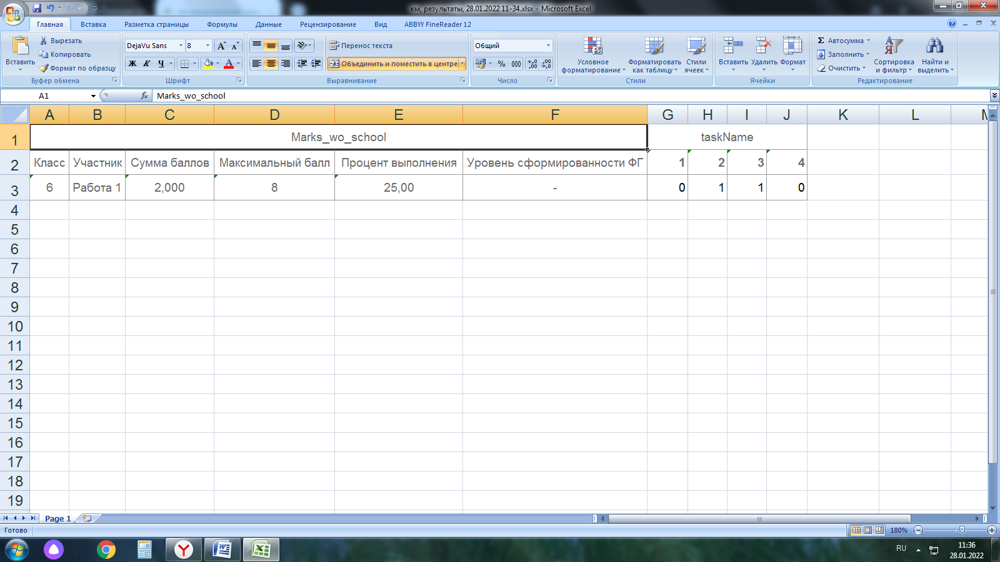 км, результаты, 28.01.2022 11-34.xlsx - Microsoft Excel
Главная Вставка Разметка страницы Формулы Данные Рецензирование Вид ABBYY FineReader 12
Вставить
Вырезать
Копировать
Формат по образцу
Буфер обмена
DejaVu Sans 8
Ж К Ч
Шрифт
Перенос текста
Объединить и поместить в центре
Выравнивание
Общий
% 000
Число
Условное форматирование
Форматировать как таблицу
Стили ячеек
Стили
Вставить Удалить Формат
Ячейки
Σ Автосумма
Заполнить
Очистить
Сортировка и фильтр
Найти и выделить
Редактирование
A1 fx Marks_wo_school
A B C D E F G H I J K L M
1 Marks_wo_school taskName
2 Класс Участник Сумма баллов Максимальный балл Процент выполнения Уровень сформированности ФГ 1 2 3 4
3 6 Работа 1 2,000 8 25,00 - 0 1 1 0
4
5
6
7
8
9
10
11
12
13
14
15
16
17
18
19
Page 1
Готово 180%
RU 11:36
28.01.2022